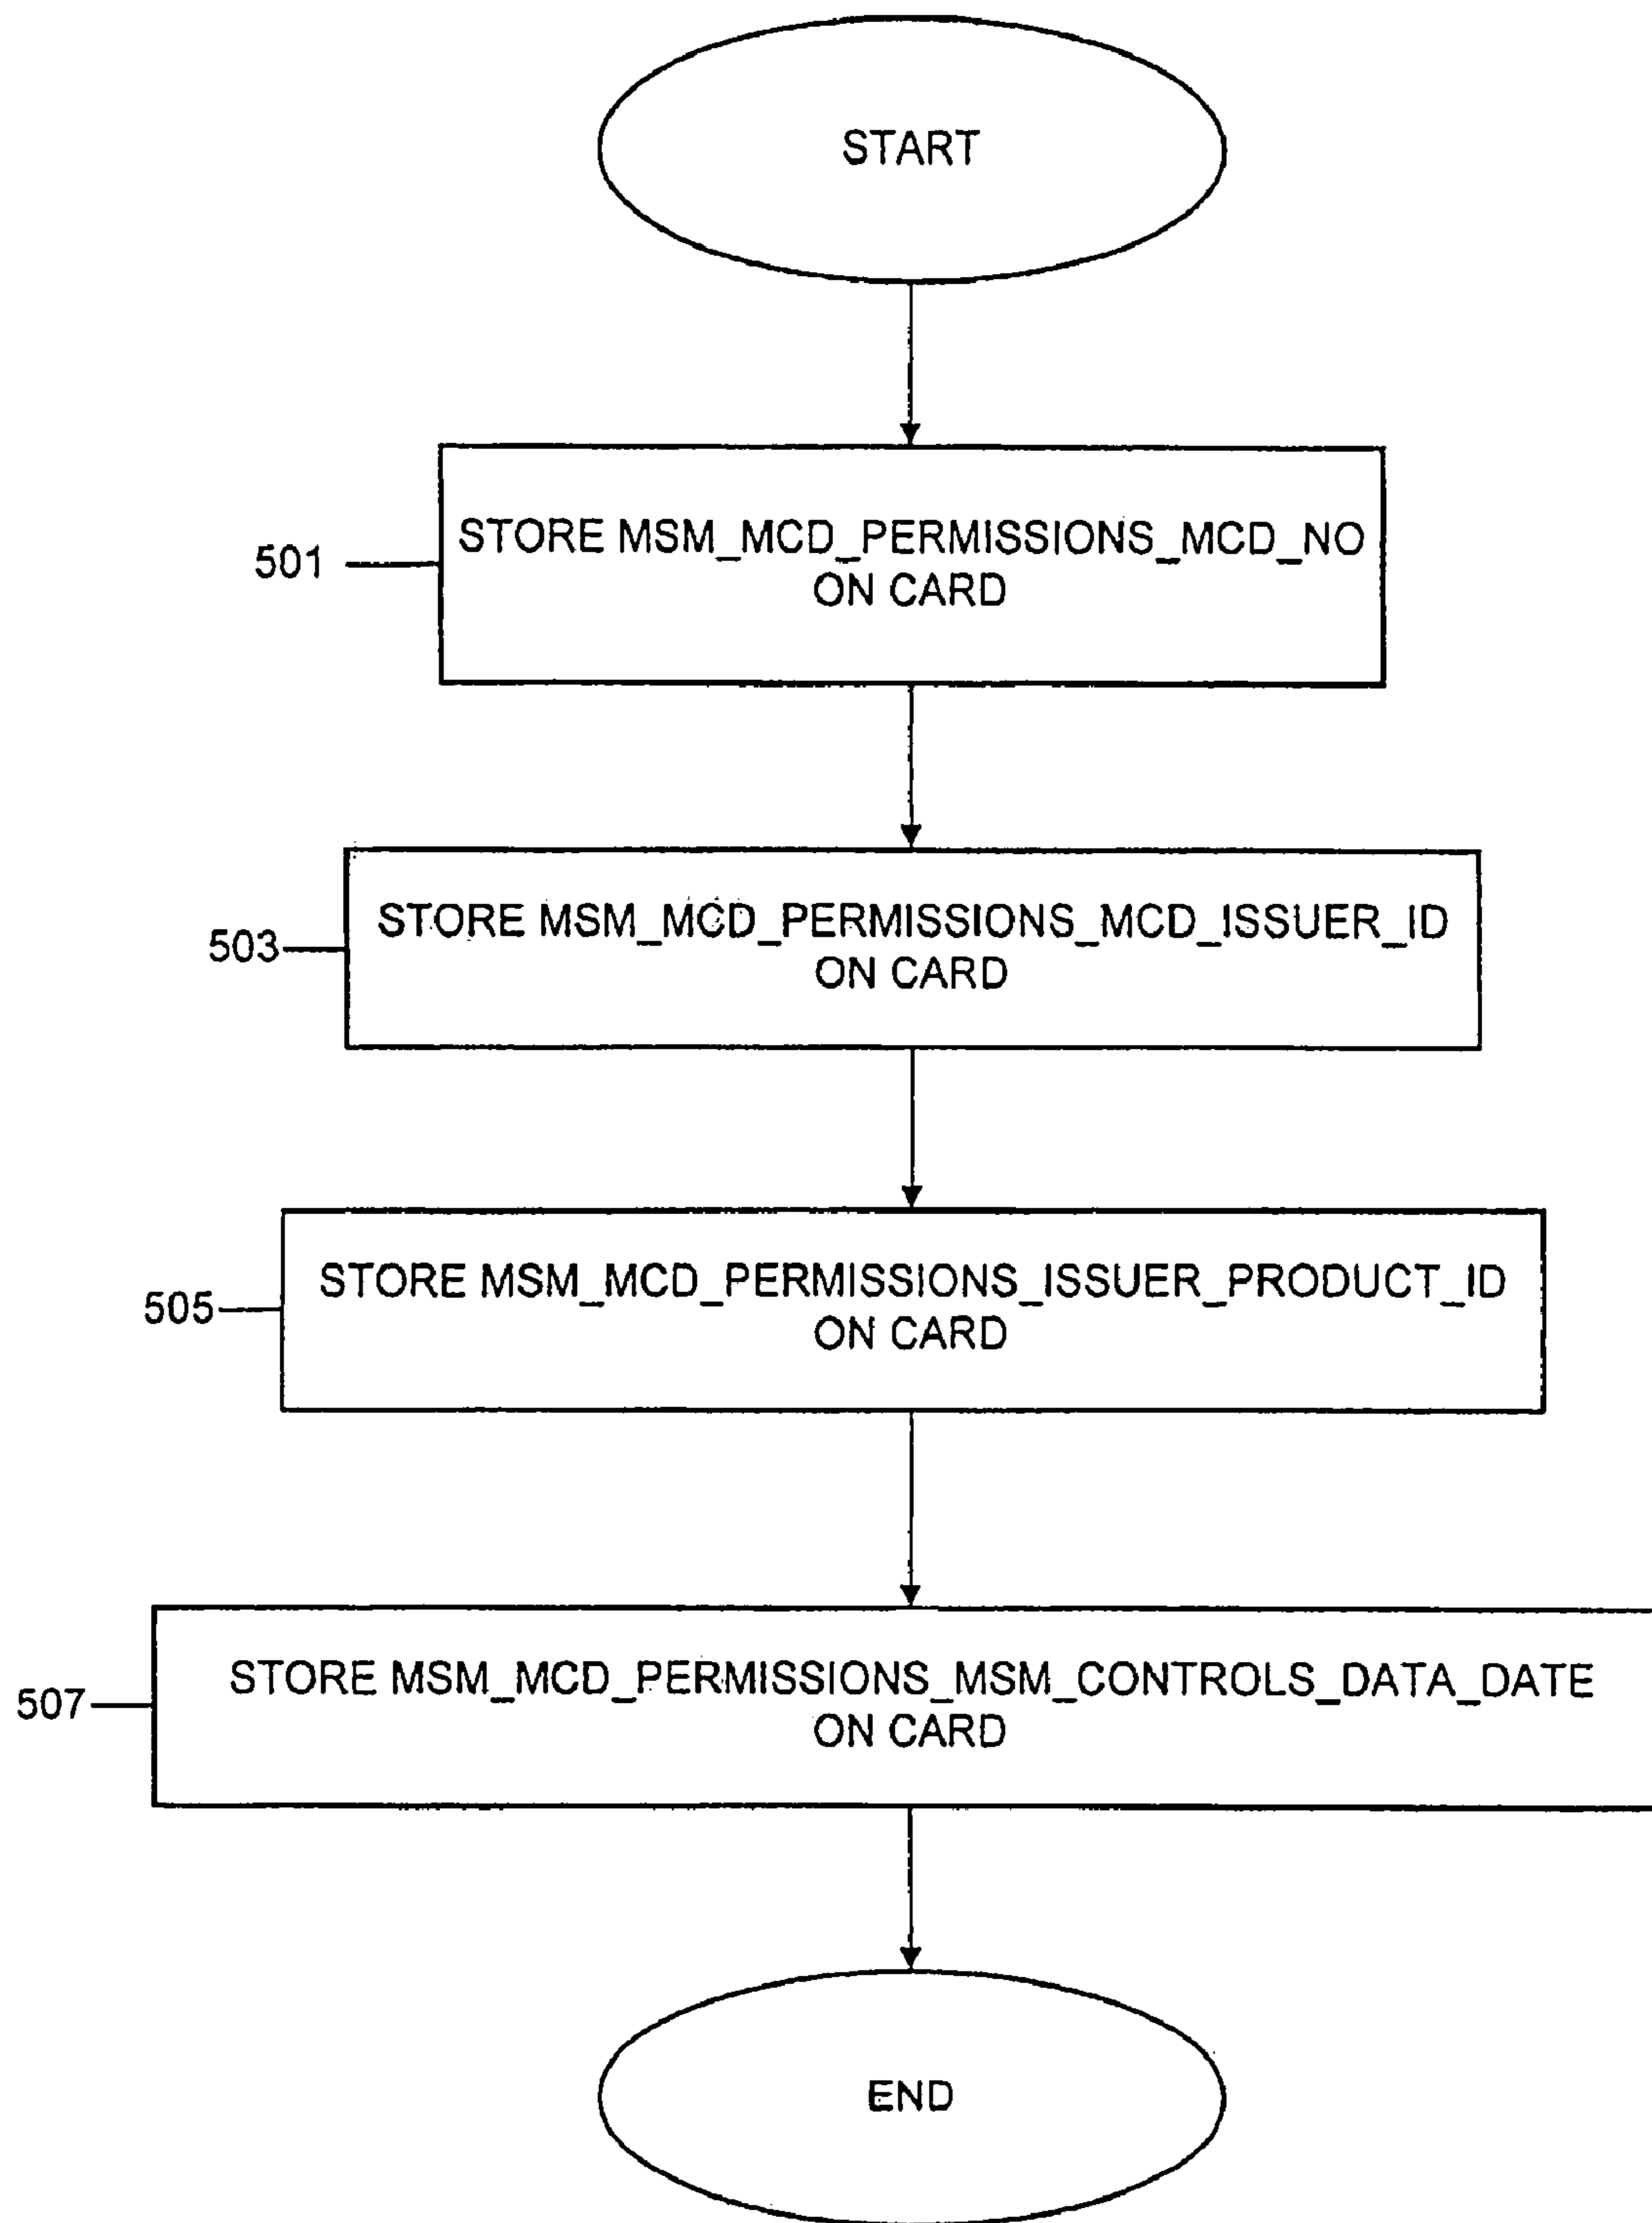 START
501
STORE MSM_MCD_PERMISSIONS_MCD_NO
ON CARD
503
STORE MSM_MCD_PERMISSIONS_MCD_ISSUER_ID
ON CARD
505
STORE MSM_MCD_PERMISSIONS_ISSUER_PRODUCT_ID
ON CARD
507
STORE MSM_MCD_PERMISSIONS_MSM_CONTROLS_DATA_DATE
ON CARD
END